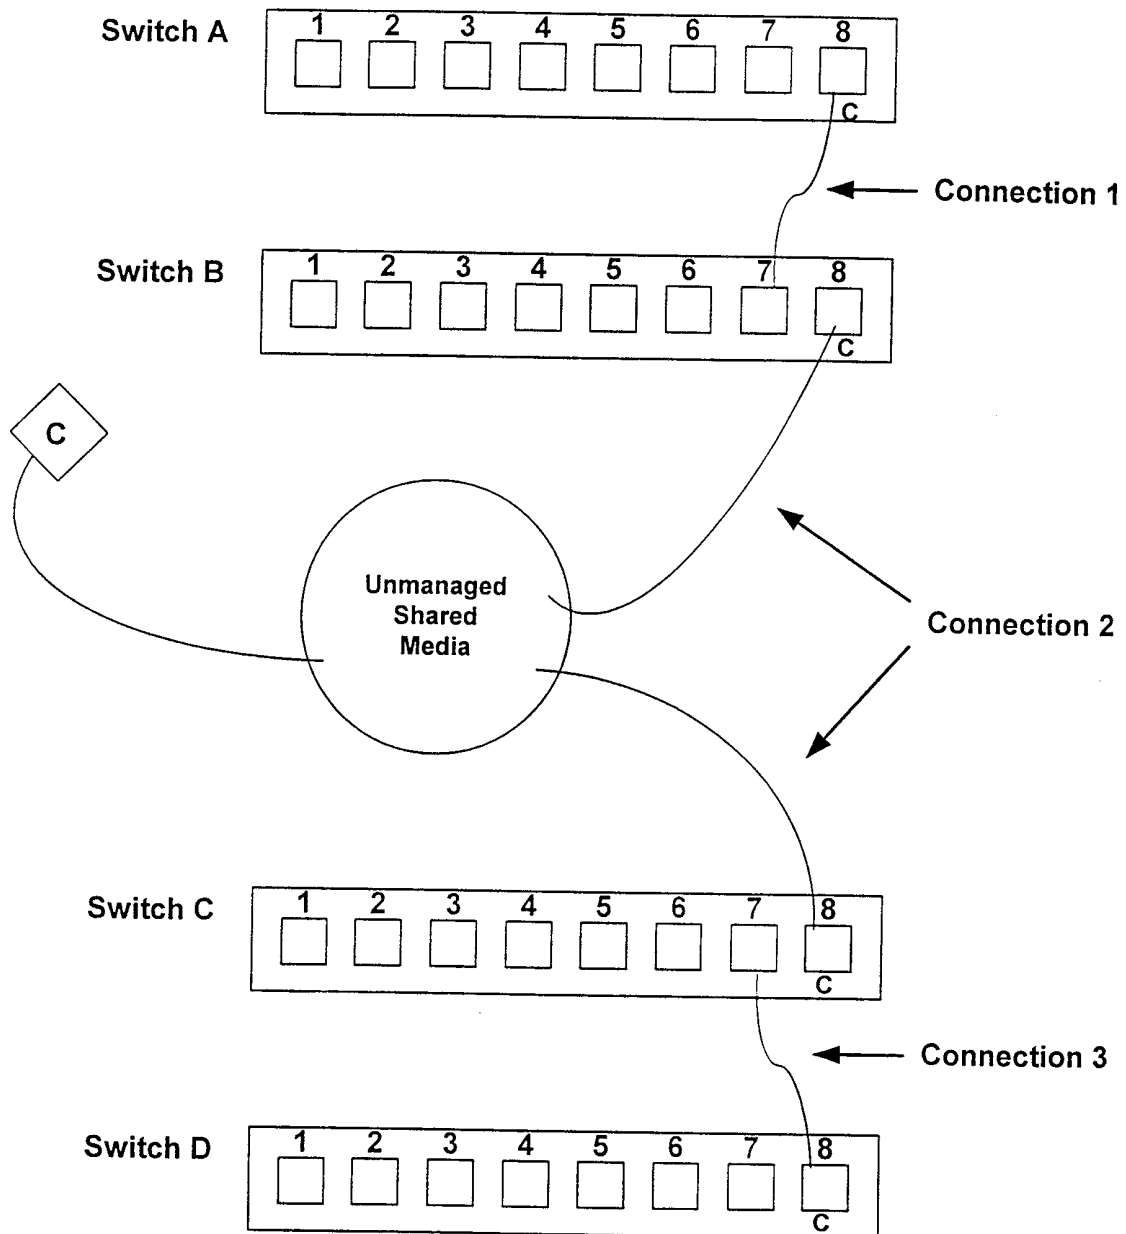 Switch A
1 2 3 4 5 6 7 8
C
Connection 1
Switch B
1 2 3 4 5 6 7 8
C
C
Unmanaged
Shared
Media
Connection 2
Switch C
1 2 3 4 5 6 7 8
C
Connection 3
Switch D
1 2 3 4 5 6 7 8
C